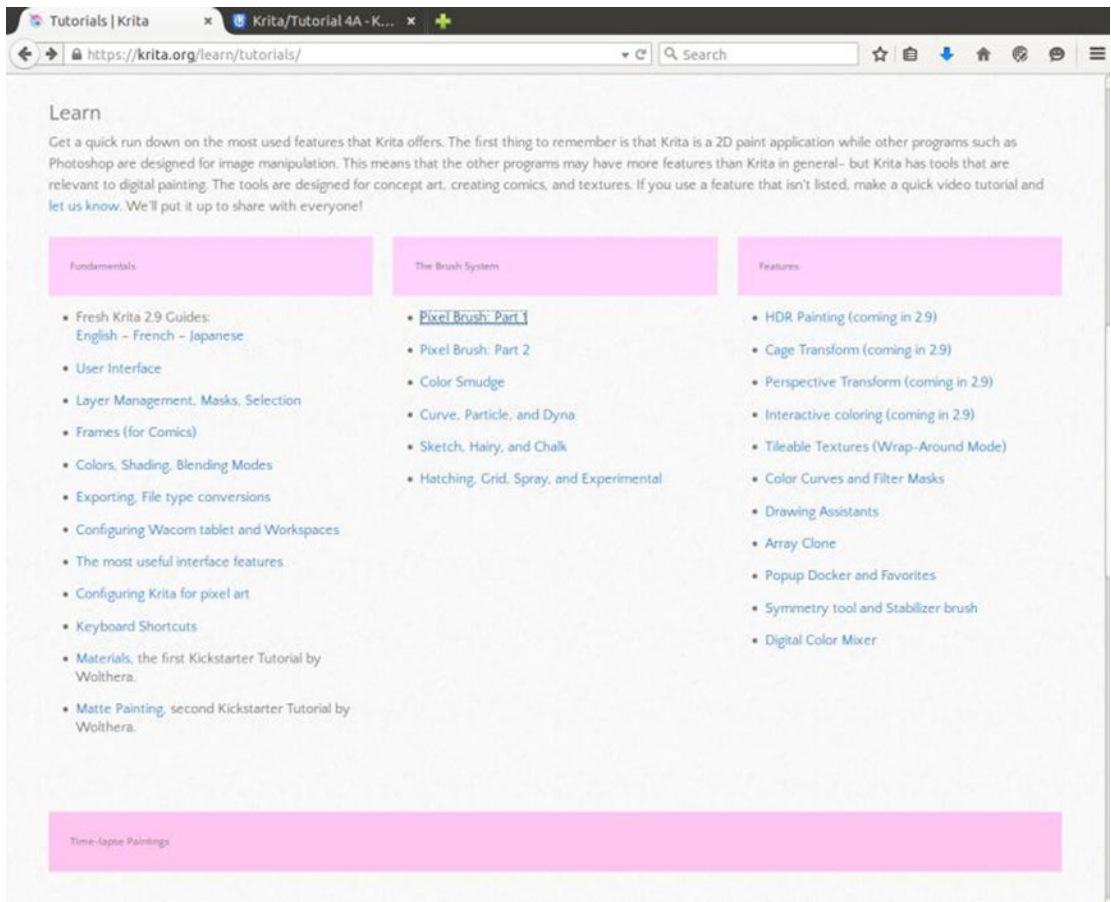 Tutorials | Krita
Krita/Tutorial 4A - K...
https://krita.org/learn/tutorials/
Search
Learn
Get a quick run down on the most used features that Krita offers. The first thing to remember is that Krita is a 2D paint application while other programs such as
Photoshop are designed for image manipulation. This means that the other programs may have more features than Krita in general– but Krita has tools that are
relevant to digital painting. The tools are designed for concept art, creating comics, and textures. If you use a feature that isn't listed, make a quick video tutorial and
let us know. We'll put it up to share with everyone!
Fundamentals
Fresh Krita 2.9 Guides:
English – French – Japanese
User Interface
Layer Management, Masks, Selection
Frames (for Comics)
Colors, Shading, Blending Modes
Exporting, File type conversions
Configuring Wacom tablet and Workspaces
The most useful interface features
Configuring Krita for pixel art
Keyboard Shortcuts
Materials, the first Kickstarter Tutorial by
Wolthera.
Matte Painting, second Kickstarter Tutorial by
Wolthera.
The Brush System
Pixel Brush: Part 1
Pixel Brush: Part 2
Color Smudge
Curve, Particle, and Dyna
Sketch, Hairy, and Chalk
Hatching, Grid, Spray, and Experimental
Features
HDR Painting (coming in 2.9)
Cage Transform (coming in 2.9)
Perspective Transform (coming in 2.9)
Interactive coloring (coming in 2.9)
Tileable Textures (Wrap-Around Mode)
Color Curves and Filter Masks
Drawing Assistants
Array Clone
Popup Docker and Favorites
Symmetry tool and Stabilizer brush
Digital Color Mixer
Time-lapse Paintings